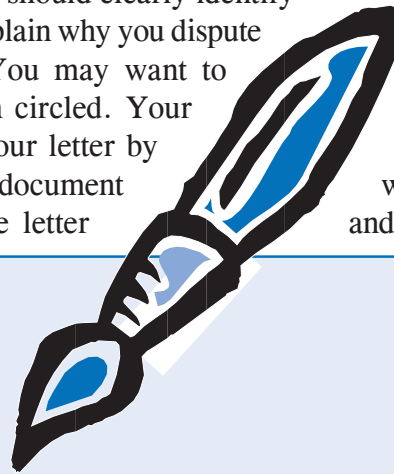 should clearly identify
plain why you dispute
You may want to
circled. Your
our letter by
document w
e letter and